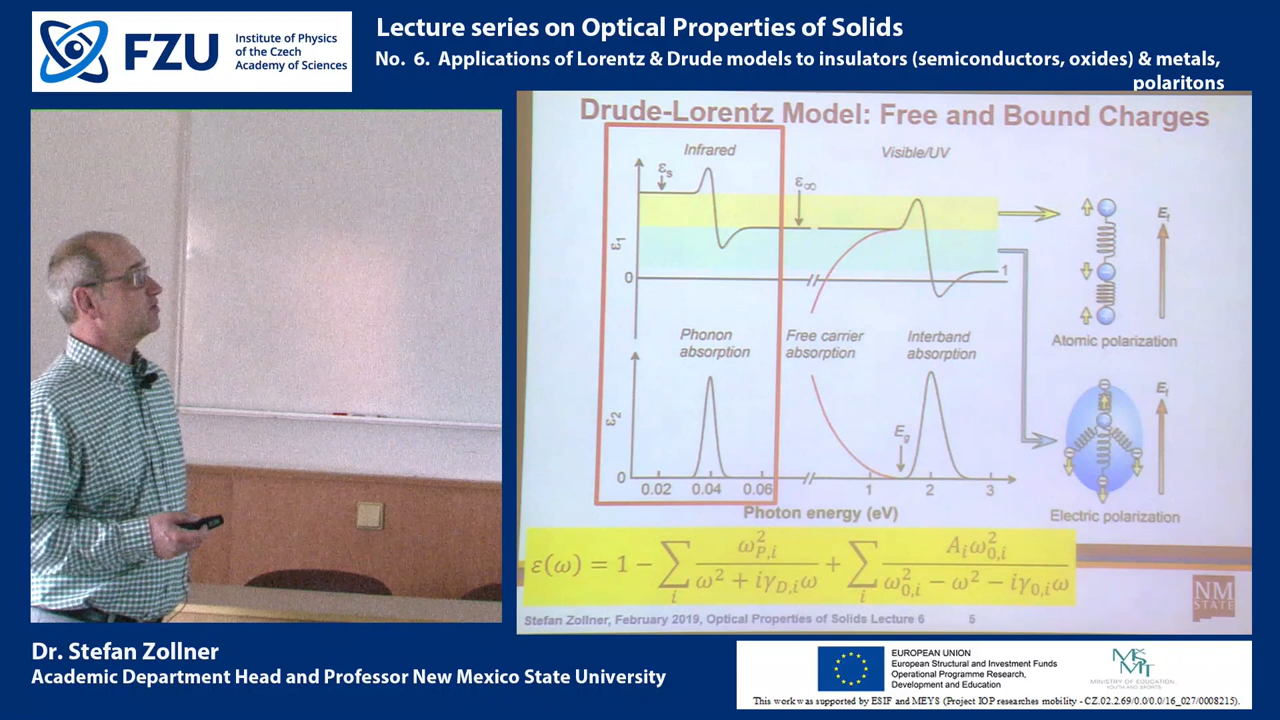 FZU
Institute of Physics
of the Czech
Academy of Sciences
Lecture series on Optical Properties of Solids
No. 6. Applications of Lorentz & Drude models to insulators (semiconductors, oxides) & metals,
polaritons
Drude-Lorentz Model: Free and Bound Charges
Infrared
Visible/UV
εs
ε∞
ε1
0
1
Ef
Atomic polarization
Phonon
absorption
Free carrier
absorption
Interband
absorption
ε2
Eg
0
0.02 0.04 0.06 1 2 3
Photon energy (eV)
Ef
Electric polarization
ε(ω) = 1 − ∑i ω²P,i / (ω² + iγD,iω) + ∑i Aiω²0,i / (ω²0,i − ω² − iγ0,iω)
NM
STATE
Stefan Zollner, February 2019, Optical Properties of Solids Lecture 6 5
Dr. Stefan Zollner
Academic Department Head and Professor New Mexico State University
EUROPEAN UNION
European Structural and Investment Funds
Operational Programme Research,
Development and Education
MINISTRY OF EDUCATION,
YOUTH AND SPORTS
This work was supported by ESIF and MEYS (Project IOP researches mobility - CZ.02.2.69/0.0/0.0/16_027/0008215).